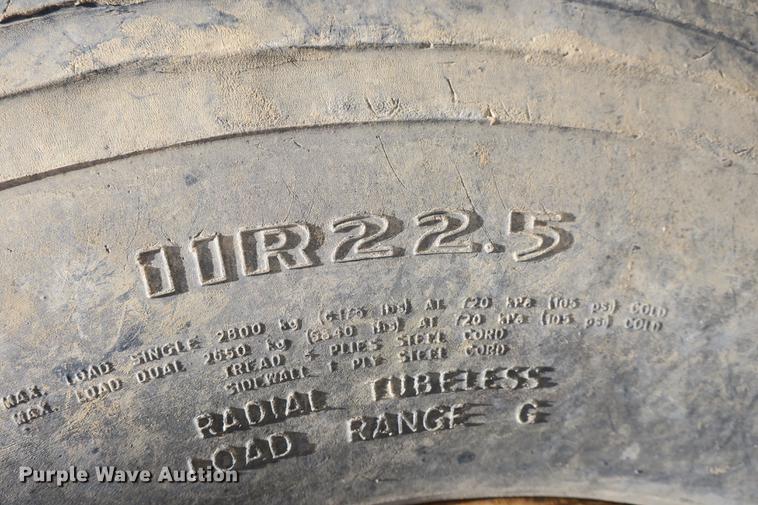 11R22.5
MAX. LOAD SINGLE 2800 kg (6175 lbs) AT 720 kPa (105 psi) COLD
MAX. LOAD DUAL 2650 kg (5840 lbs) AT 720 kPa (105 psi) COLD
TREAD PLIES STEEL CORD
SIDEWALL 1 PLY STEEL CORD
RADIAL TUBELESS
LOAD RANGE G
Purple Wave Auction